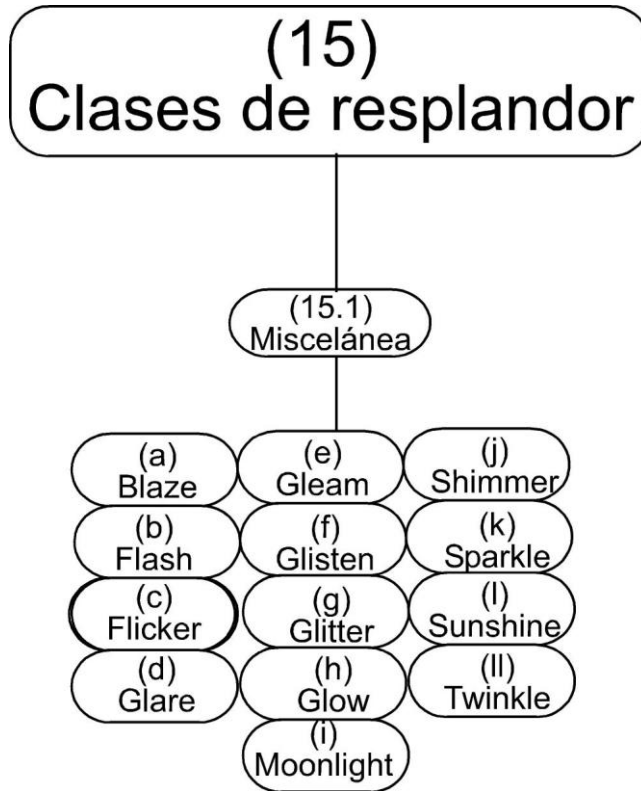 (15)
Clases de resplandor
(15.1)
Miscelánea
(a)
Blaze
(b)
Flash
(c)
Flicker
(d)
Glare
(e)
Gleam
(f)
Glisten
(g)
Glitter
(h)
Glow
(i)
Moonlight
(j)
Shimmer
(k)
Sparkle
(l)
Sunshine
(ll)
Twinkle